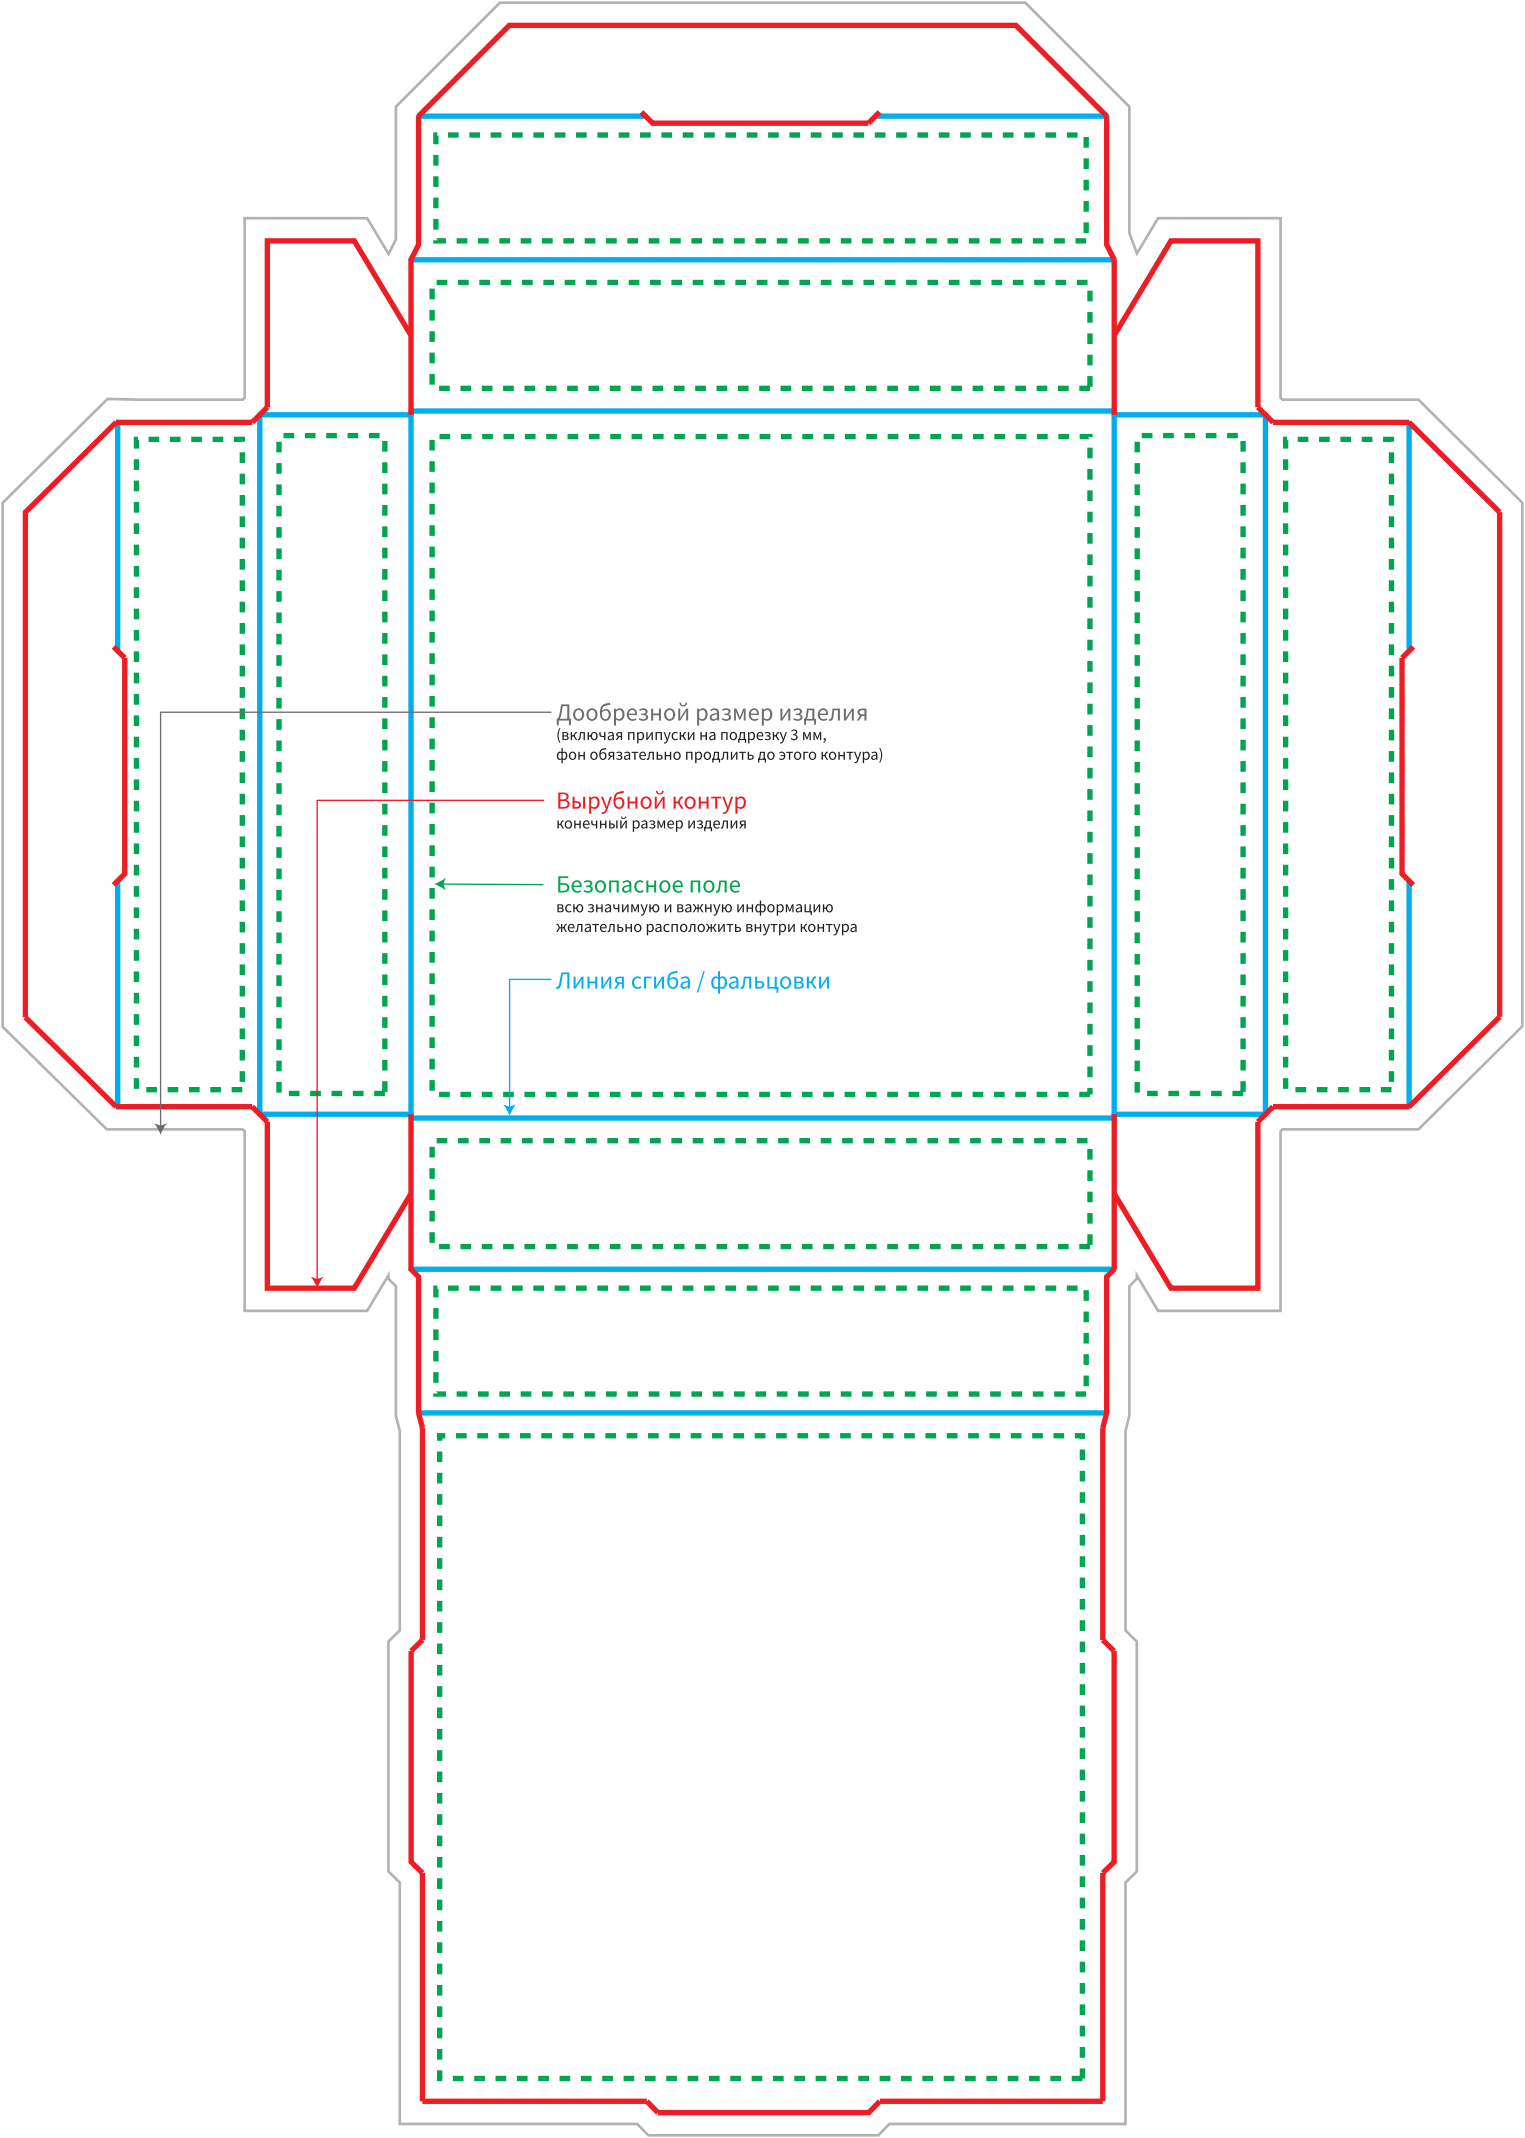 Дообрезной размер изделия
(включая припуски на подрезку 3 мм,
фон обязательно продлить до этого контура)
Вырубной контур
конечный размер изделия
Безопасное поле
всю значимую и важную информацию
желательно расположить внутри контура
Линия сгиба / фальцовки